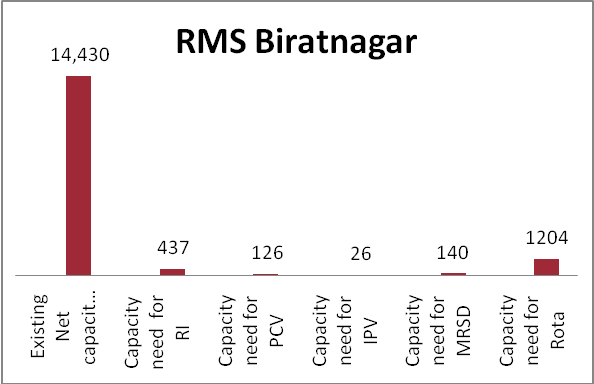 RMS Biratnagar
14,430
437
126
26
140
1204
Existing
Net
capacit...
Capacity
need for
RI
Capacity
need for
PCV
Capacity
need for
IPV
Capacity
need for
MRSD
Capacity
need for
Rota